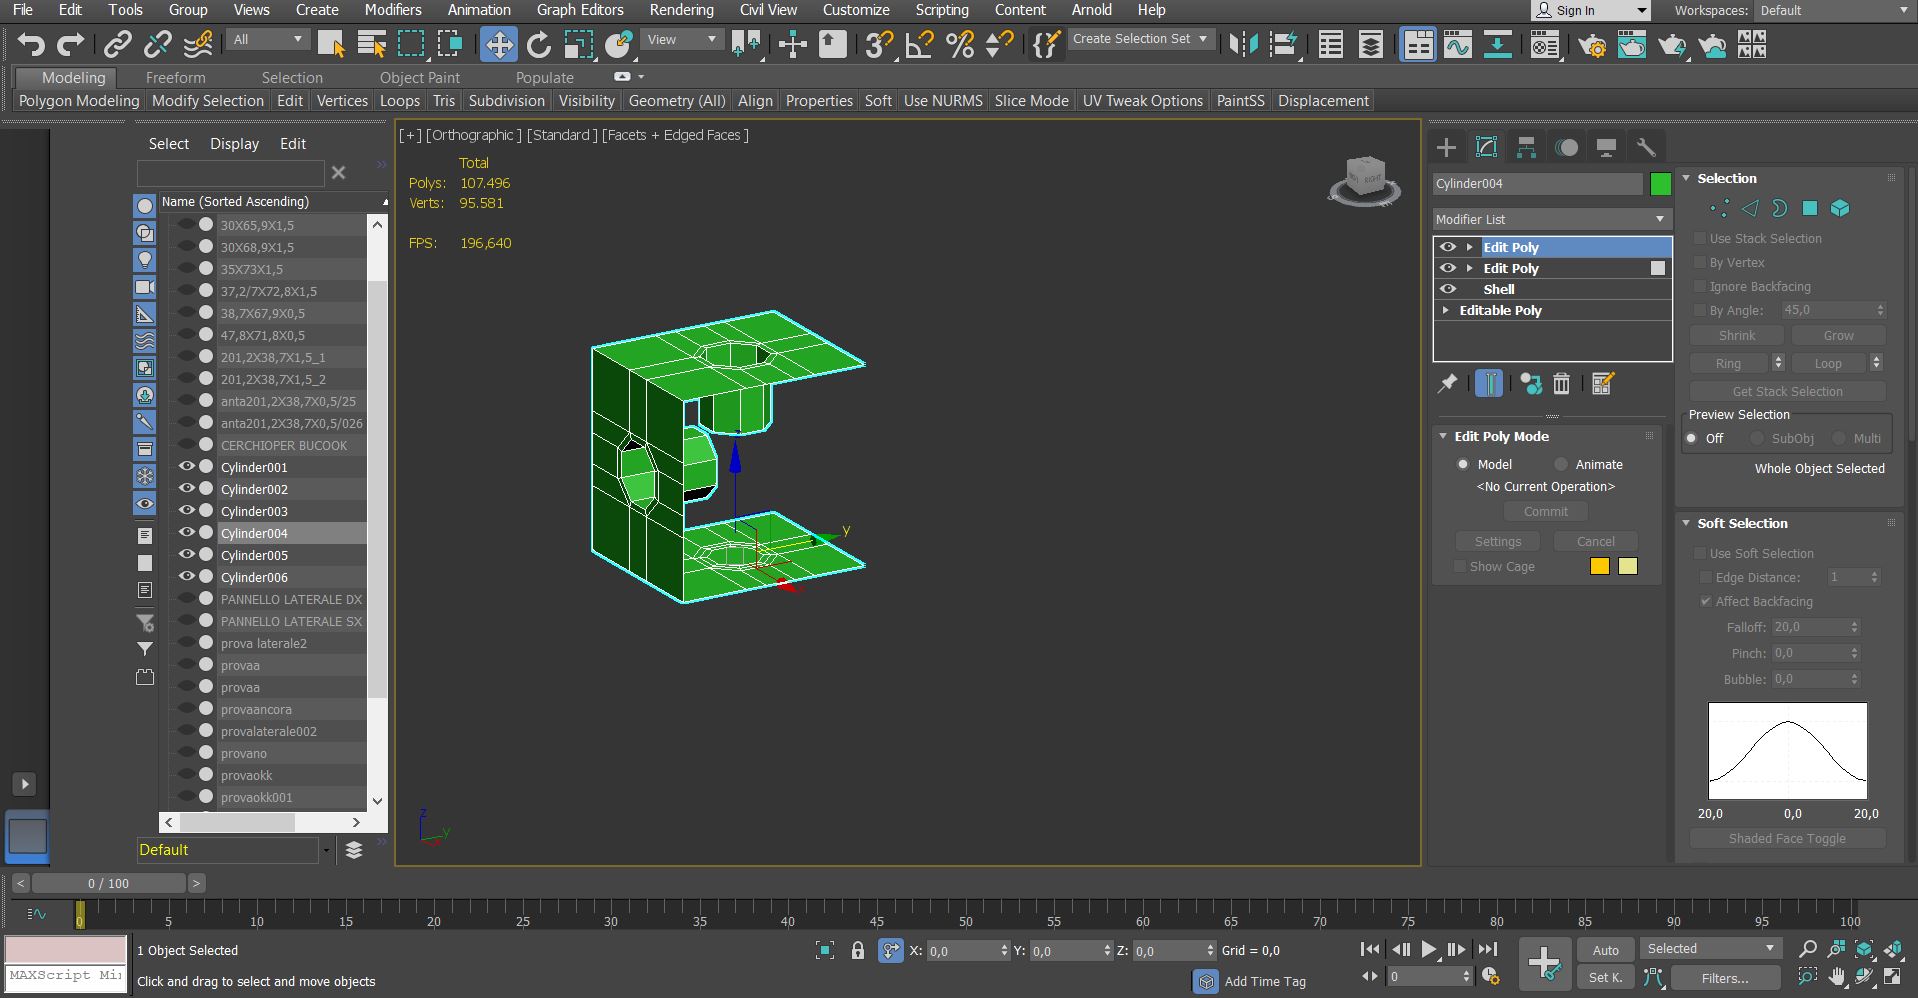 File Edit Tools Group Views Create Modifiers Animation Graph Editors Rendering Civil View Customize Scripting Content Arnold Help Sign In Workspaces: Default
All View Create Selection Set
Modeling Freeform Selection Object Paint Populate
Polygon Modeling Modify Selection Edit Vertices Loops Tris Subdivision Visibility Geometry (All) Align Properties Soft Use NURMS Slice Mode UV Tweak Options PaintSS Displacement
Select Display Edit
Name (Sorted Ascending)
30X65,9X1,5
30X68,9X1,5
35X73X1,5
37,2/7X72,8X1,5
38,7X67,9X0,5
47,8X71,8X0,5
201,2X38,7X1,5_1
201,2X38,7X1,5_2
anta201,2X38,7X0,5/25
anta201,2X38,7X0,5/026
CERCHIOPER BUCOOK
Cylinder001
Cylinder002
Cylinder003
Cylinder004
Cylinder005
Cylinder006
PANNELLO LATERALE DX
PANNELLO LATERALE SX
prova laterale2
provaa
provaa
provaancora
provalaterale002
provano
provaokk
provaokk001
Default
[+] [Orthographic ] [Standard ] [Facets + Edged Faces ]
Total
Polys: 107.496
Verts: 95.581
FPS: 196,640
RIGHT
y
x
z
y
x
Cylinder004
Modifier List
Edit Poly
Edit Poly
Shell
Editable Poly
Edit Poly Mode
Model Animate
<No Current Operation>
Commit
Settings Cancel
Show Cage
Selection
Use Stack Selection
By Vertex
Ignore Backfacing
By Angle: 45,0
Shrink Grow
Ring Loop
Get Stack Selection
Preview Selection
Off SubObj Multi
Whole Object Selected
Soft Selection
Use Soft Selection
Edge Distance: 1
Affect Backfacing
Falloff: 20,0
Pinch: 0,0
Bubble: 0,0
20,0 0,0 20,0
Shaded Face Toggle
< 0 / 100 >
0 5 10 15 20 25 30 35 40 45 50 55 60 65 70 75 80 85 90 95 100
1 Object Selected X: 0,0 Y: 0,0 Z: 0,0 Grid = 0,0 Auto Selected
MAXScript Mi
Click and drag to select and move objects Add Time Tag 0 Set K. Filters...